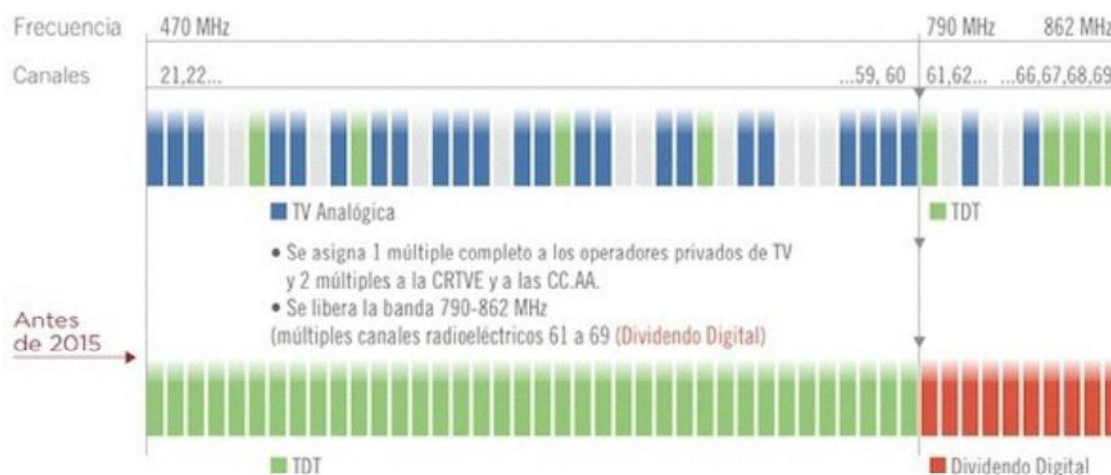 Frecuencia 470 MHz 790 MHz 862 MHz
Canales 21,22... ...59, 60 61,62... ...66,67,68,69
TV Analógica TDT
• Se asigna 1 múltiple completo a los operadores privados de TV
y 2 múltiples a la CRTVE y a las CC.AA.
• Se libera la banda 790-862 MHz
(múltiples canales radioeléctricos 61 a 69 (Dividendo Digital)
Antes
de 2015
TDT Dividendo Digital